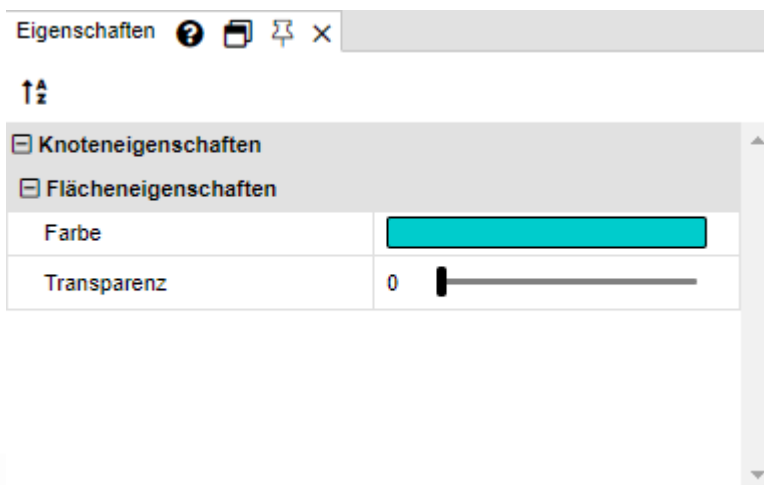 Eigenschaften
Knoteneigenschaften
Flächeneigenschaften
Farbe
Transparenz 0